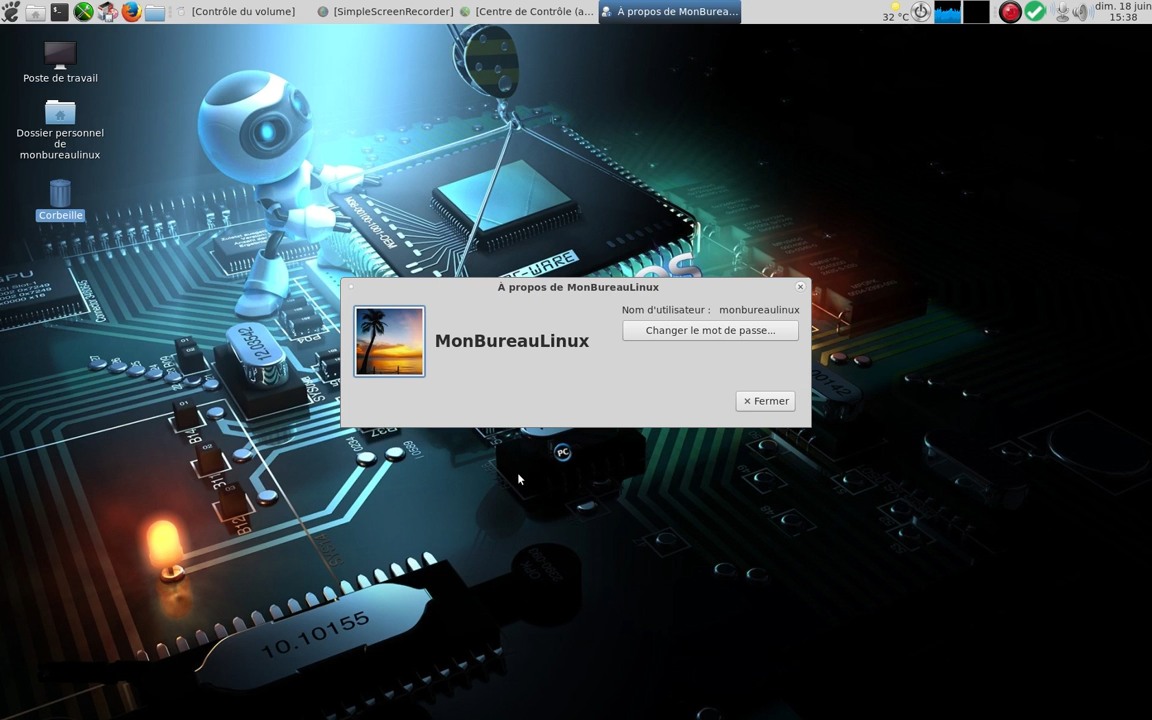 [Contrôle du volume]
[SimpleScreenRecorder]
[Centre de Contrôle (a...
À propos de MonBurea...
32 °C
dim. 18 juin
15:38
Poste de travail
Dossier personnel
de
monbureaulinux
Corbeille
À propos de MonBureauLinux
MonBureauLinux
Nom d'utilisateur : monbureaulinux
Changer le mot de passe...
Fermer
PC
10.10155